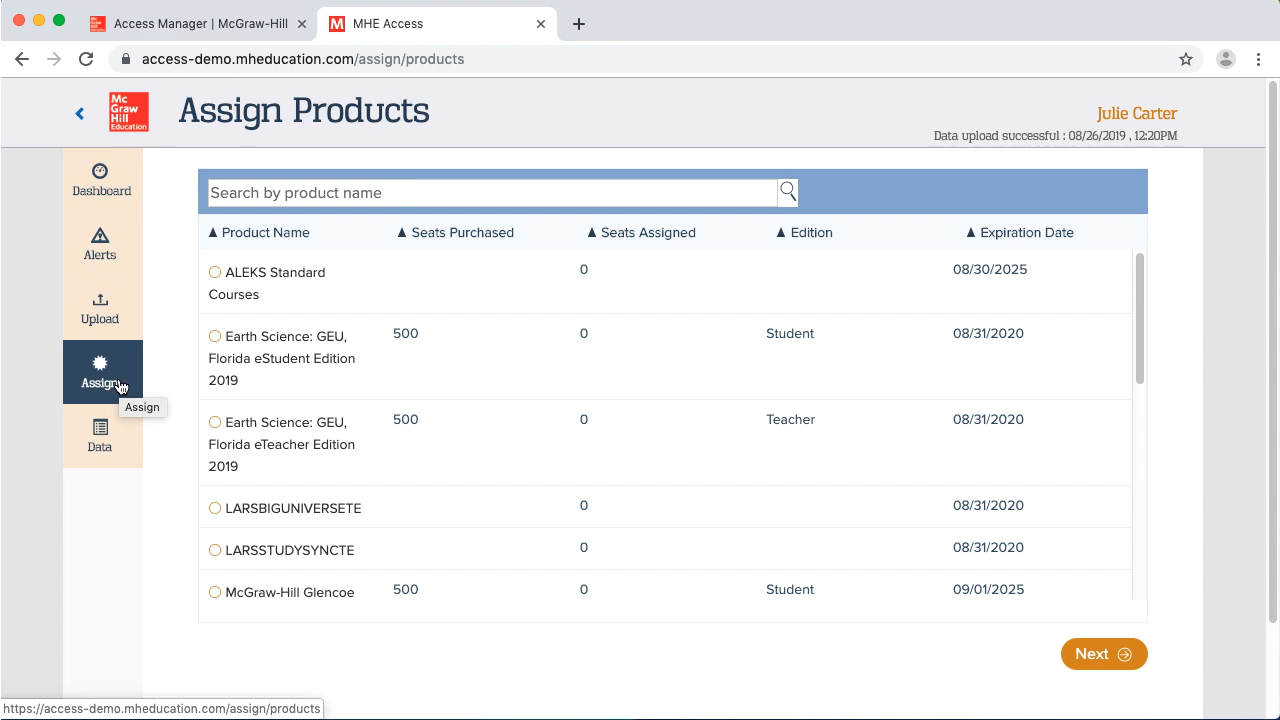 Access Manager | McGraw-Hill
MHE Access
access-demo.mheducation.com/assign/products
Mc
Graw
Hill
Education
Assign Products
Julie Carter
Data upload successful : 08/26/2019 , 12:20PM
Dashboard
Alerts
Upload
Assign
Assign
Data
Search by product name
▲ Product Name ▲ Seats Purchased ▲ Seats Assigned ▲ Edition ▲ Expiration Date
ALEKS Standard 0 08/30/2025
Courses
Earth Science: GEU, 500 0 Student 08/31/2020
Florida eStudent Edition
2019
Earth Science: GEU, 500 0 Teacher 08/31/2020
Florida eTeacher Edition
2019
LARSBIGUNIVERSETE 0 08/31/2020
LARSSTUDYSYNCTE 0 08/31/2020
McGraw-Hill Glencoe 500 0 Student 09/01/2025
Next
https://access-demo.mheducation.com/assign/products